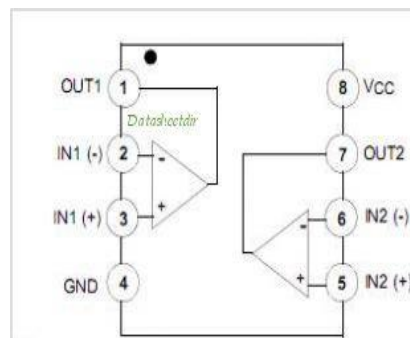 OUT1 1 8 VCC
Datasheetdir
IN1 (-) 2 - 7 OUT2
IN1 (+) 3 + - 6 IN2 (-)
GND 4 + 5 IN2 (+)